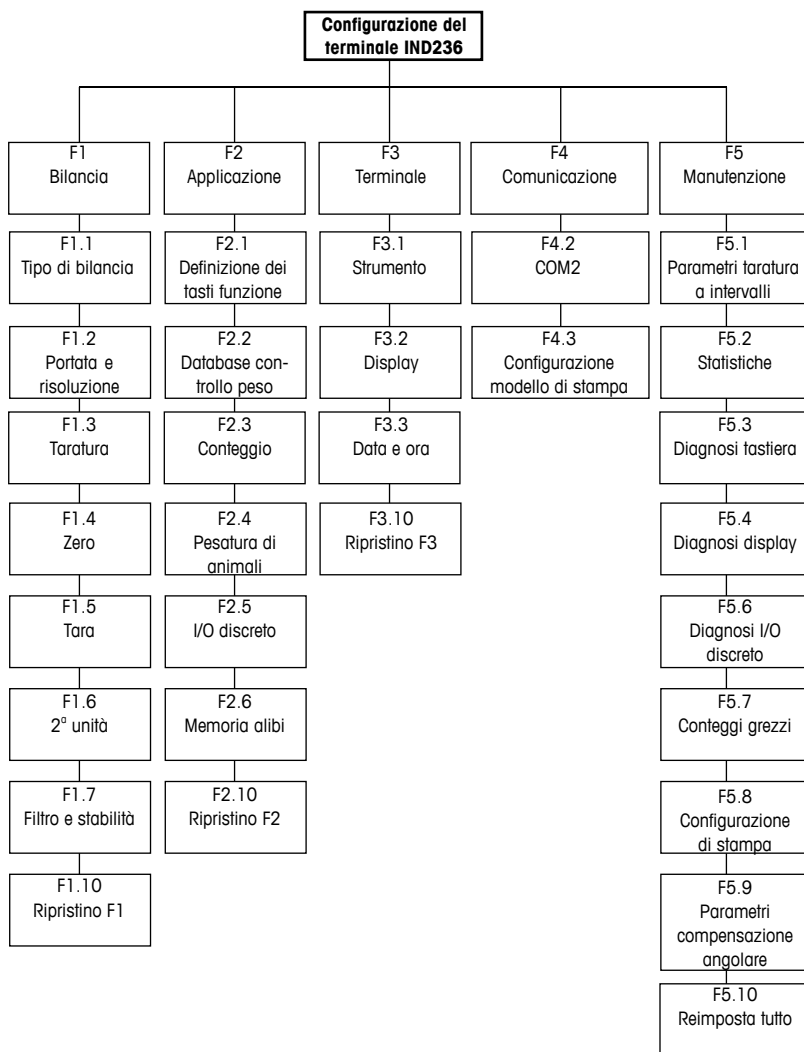 Configurazione del
terminale IND236
F1
Bilancia
F2
Applicazione
F3
Terminale
F4
Comunicazione
F5
Manutenzione
F1.1
Tipo di bilancia
F1.2
Portata e
risoluzione
F1.3
Taratura
F1.4
Zero
F1.5
Tara
F1.6
2ª unità
F1.7
Filtro e stabilità
F1.10
Ripristino F1
F2.1
Definizione dei
tasti funzione
F2.2
Database con-
trollo peso
F2.3
Conteggio
F2.4
Pesatura di
animali
F2.5
I/O discreto
F2.6
Memoria alibi
F2.10
Ripristino F2
F3.1
Strumento
F3.2
Display
F3.3
Data e ora
F3.10
Ripristino F3
F4.2
COM2
F4.3
Configurazione
modello di stampa
F5.1
Parametri taratura
a intervalli
F5.2
Statistiche
F5.3
Diagnosi tastiera
F5.4
Diagnosi display
F5.6
Diagnosi I/O
discreto
F5.7
Conteggi grezzi
F5.8
Configurazione
di stampa
F5.9
Parametri
compensazione
angolare
F5.10
Reimposta tutto